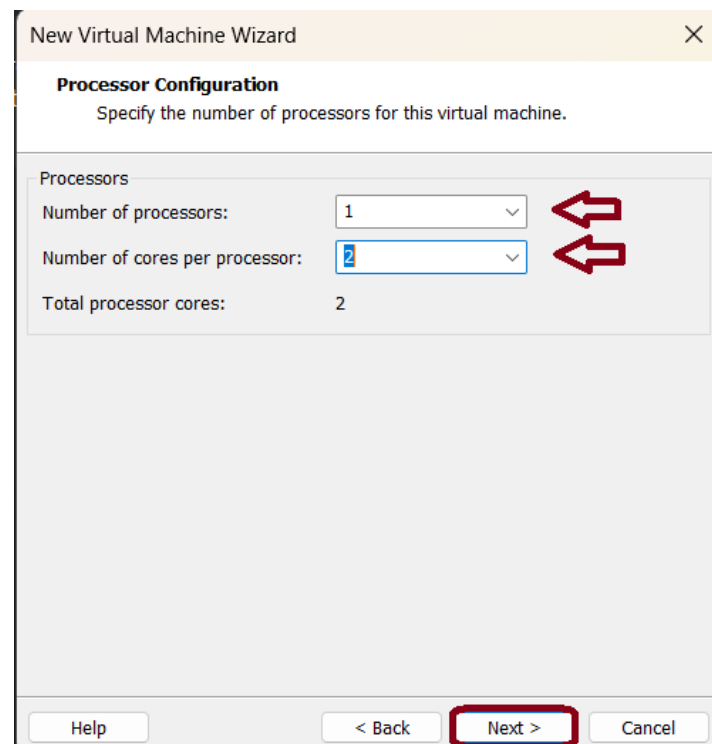 New Virtual Machine Wizard
Processor Configuration
Specify the number of processors for this virtual machine.
Processors
Number of processors: 1
Number of cores per processor: 2
Total processor cores: 2
Help < Back Next > Cancel